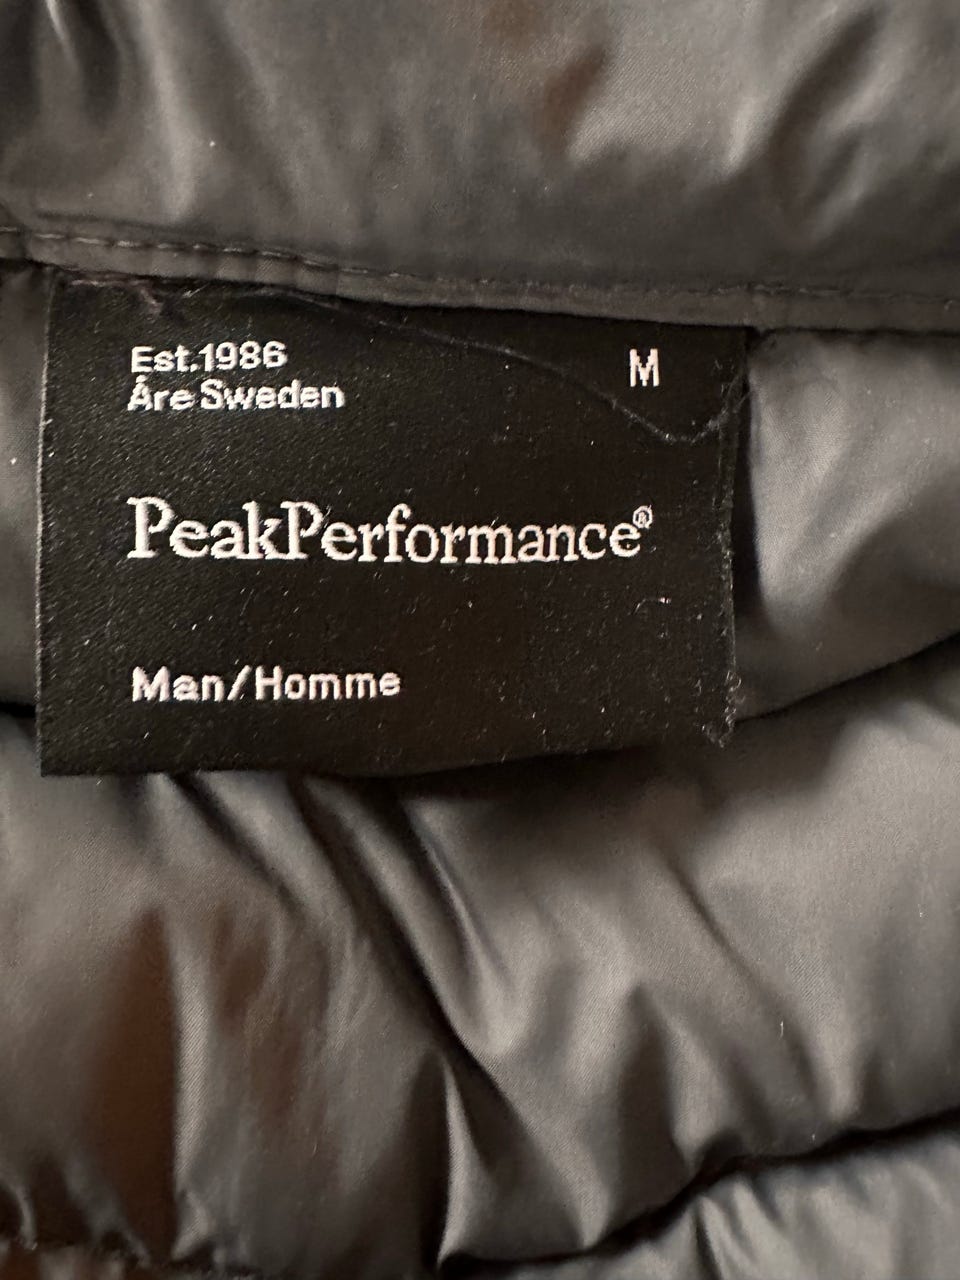 Est.1986
M
Åre Sweden
PeakPerformance®
Man/Homme